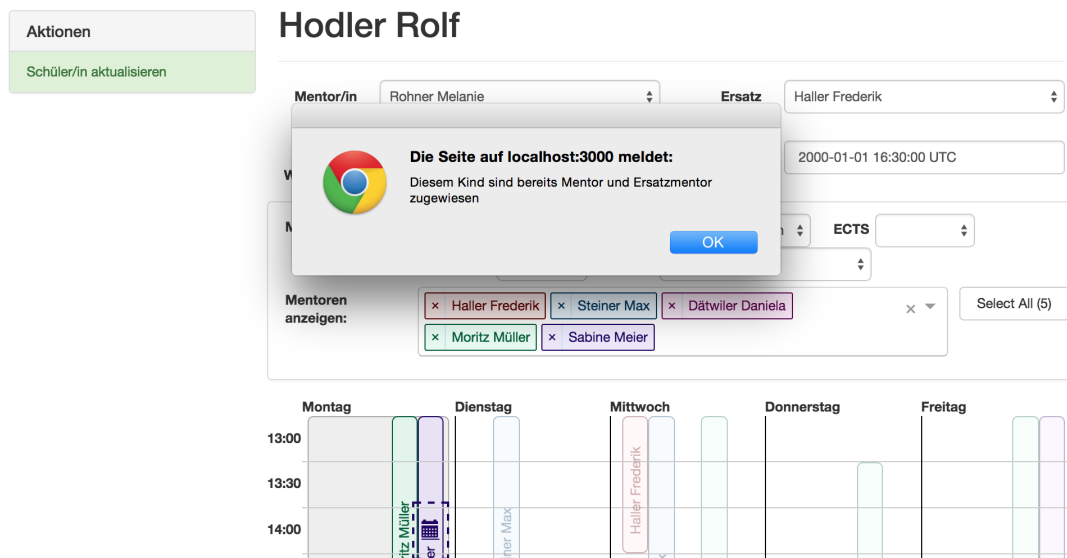 Aktionen
Schüler/in aktualisieren
Hodler Rolf
Mentor/in Rohner Melanie Ersatz Haller Frederik
Die Seite auf localhost:3000 meldet:
Diesem Kind sind bereits Mentor und Ersatzmentor
zugewiesen
OK
2000-01-01 16:30:00 UTC
ECTS
Mentoren
anzeigen:
× Haller Frederik × Steiner Max × Dätwiler Daniela
× Moritz Müller × Sabine Meier
× Select All (5)
Montag Dienstag Mittwoch Donnerstag Freitag
13:00
13:30
14:00
Haller Frederik